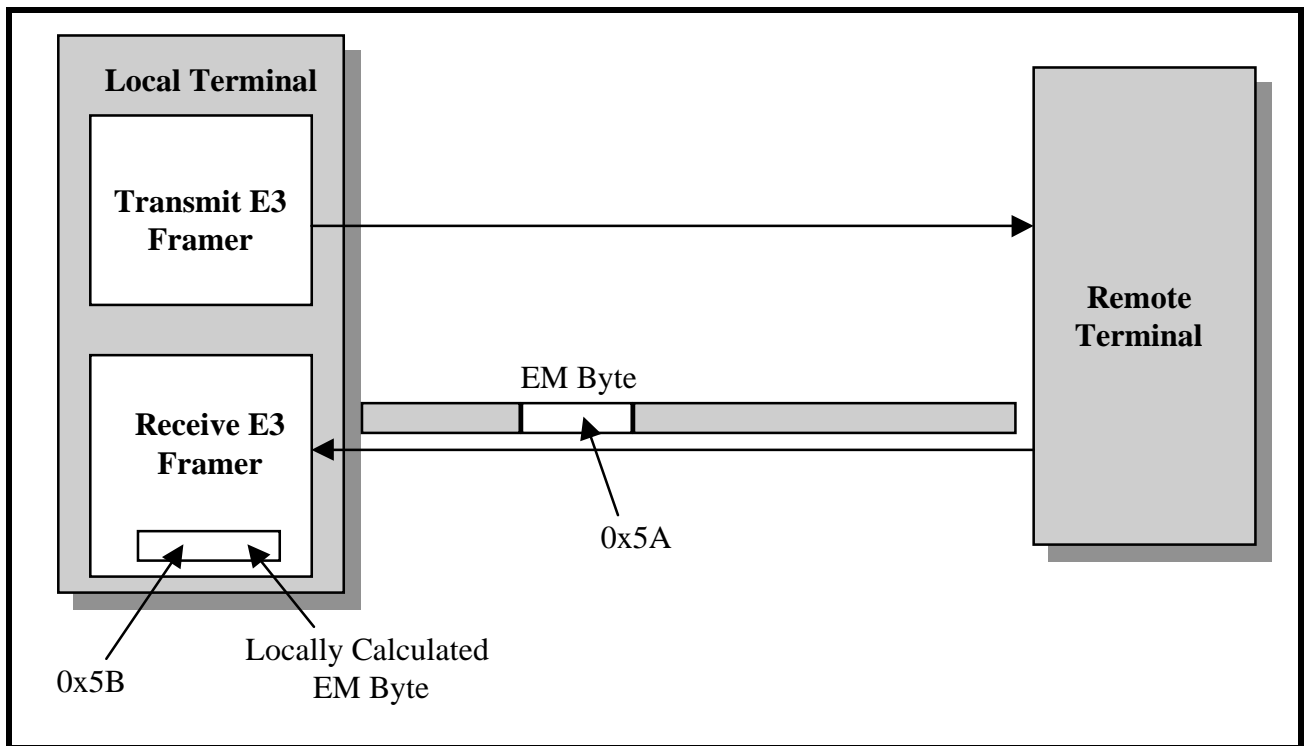 Local Terminal
Transmit E3
Framer
Remote
Terminal
EM Byte
Receive E3
Framer
0x5A
Locally Calculated
EM Byte
0x5B